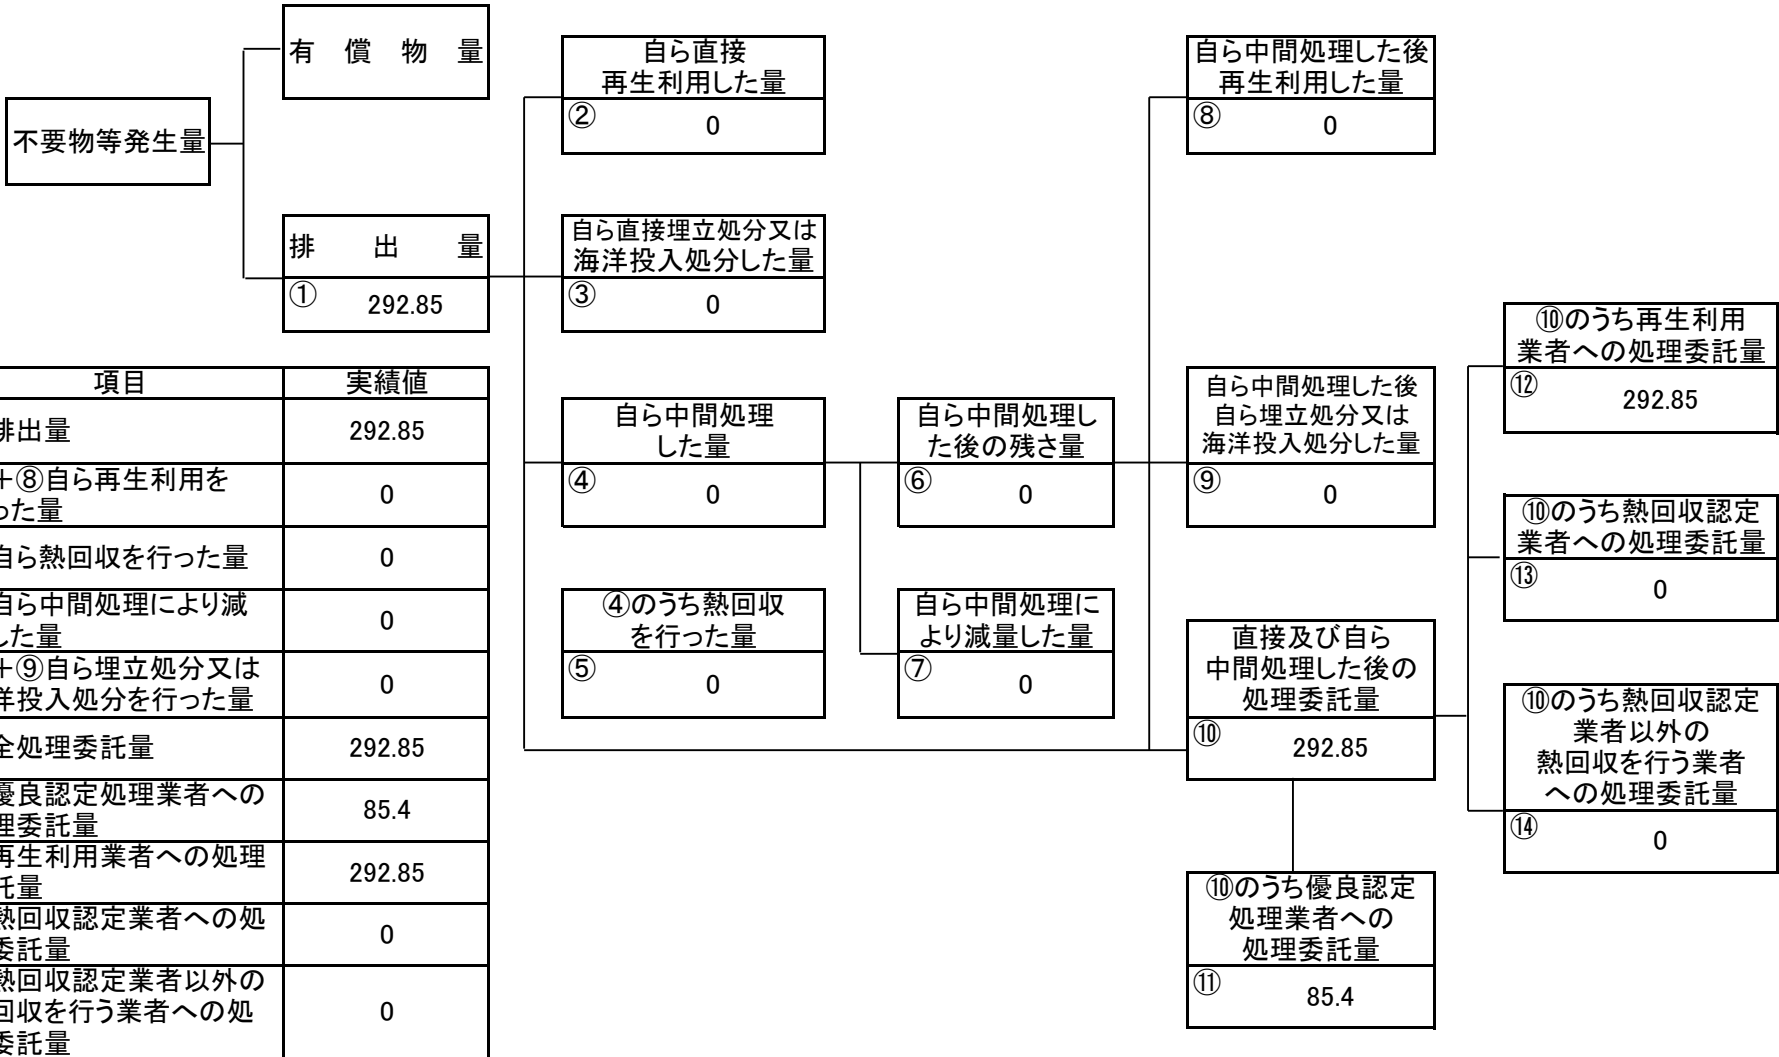 不要物等発生量
有償物量
排出量
①
292.85
自ら直接
再生利用した量
②
0
自ら直接埋立処分又は
海洋投入処分した量
③
0
自ら中間処理
した量
④
0
④のうち熱回収
を行った量
⑤
0
自ら中間処理し
た後の残さ量
⑥
0
自ら中間処理に
より減量した量
⑦
0
自ら中間処理した後
再生利用した量
⑧
0
自ら中間処理した後
自ら埋立処分又は
海洋投入処分した量
⑨
0
直接及び自ら
中間処理した後の
処理委託量
⑩
292.85
⑩のうち優良認定
処理業者への
処理委託量
⑪
85.4
⑩のうち再生利用
業者への処理委託量
⑫
292.85
⑩のうち熱回収認定
業者への処理委託量
⑬
0
⑩のうち熱回収認定
業者以外の
熱回収を行う業者
への処理委託量
⑭
0
項目
実績値
排出量
292.85
+⑧自ら再生利用を
った量
0
自ら熱回収を行った量
0
自ら中間処理により減
した量
0
+⑨自ら埋立処分又は
洋投入処分を行った量
0
全処理委託量
292.85
優良認定処理業者への
理委託量
85.4
再生利用業者への処理
託量
292.85
熱回収認定業者への処
委託量
0
熱回収認定業者以外の
回収を行う業者への処
委託量
0